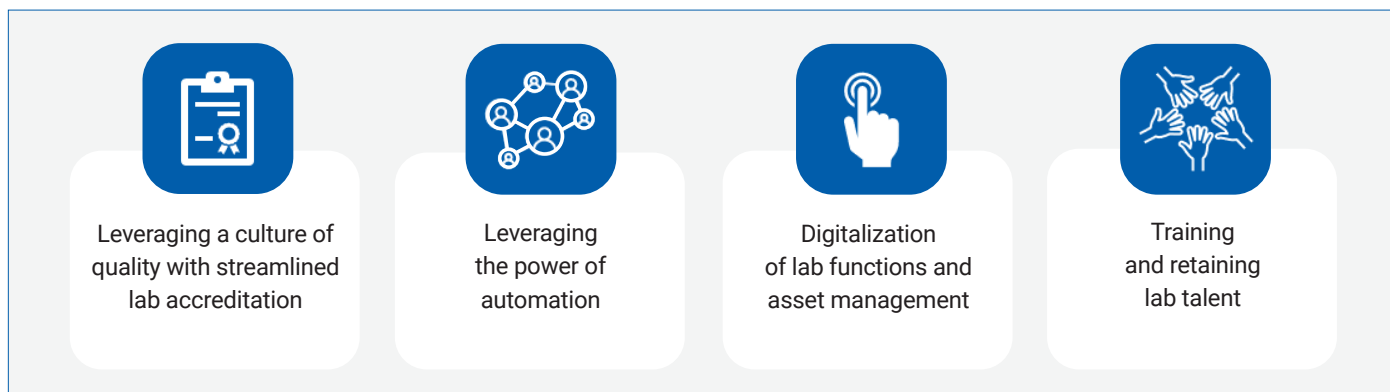 Leveraging a culture of
quality with streamlined
lab accreditation
Leveraging
the power of
automation
Digitalization
of lab functions and
asset management
Training
and retaining
lab talent